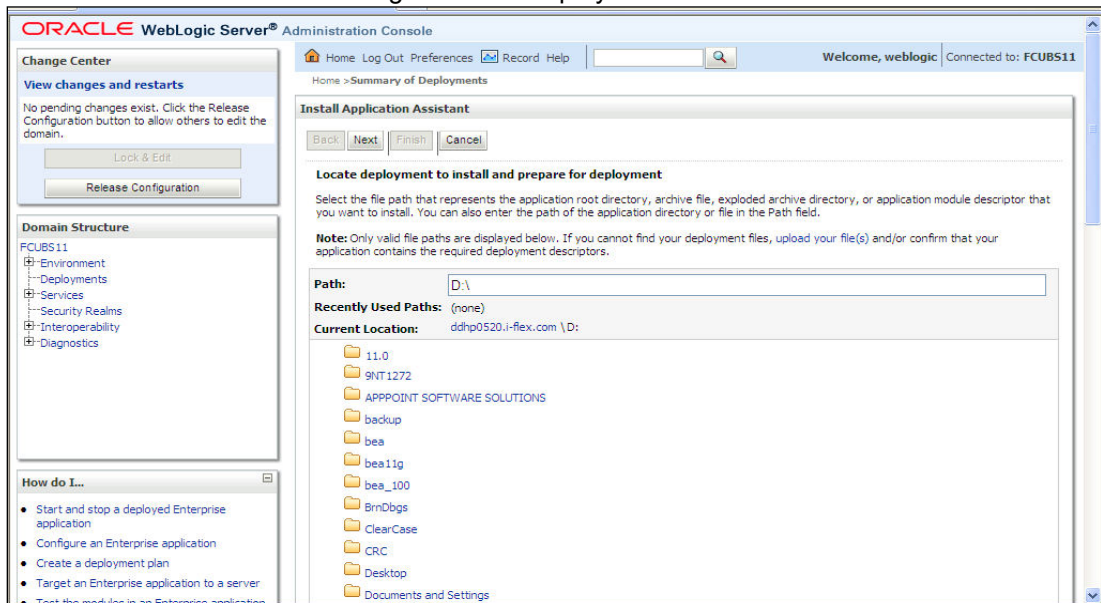 ORACLE WebLogic Server® Administration Console
Change Center
View changes and restarts
No pending changes exist. Click the Release
Configuration button to allow others to edit the
domain.
Lock & Edit
Release Configuration
Domain Structure
FCUBS11
Environment
Deployments
Services
Security Realms
Interoperability
Diagnostics
How do I...
Start and stop a deployed Enterprise
application
Configure an Enterprise application
Create a deployment plan
Target an Enterprise application to a server
Test the modules in an Enterprise application
Home Log Out Preferences Record Help
Welcome, weblogic Connected to: FCUBS11
Home >Summary of Deployments
Install Application Assistant
Back Next Finish Cancel
Locate deployment to install and prepare for deployment
Select the file path that represents the application root directory, archive file, exploded archive directory, or application module descriptor that
you want to install. You can also enter the path of the application directory or file in the Path field.
Note: Only valid file paths are displayed below. If you cannot find your deployment files, upload your file(s) and/or confirm that your
application contains the required deployment descriptors.
Path: D:\
Recently Used Paths: (none)
Current Location: ddhp0520.i-flex.com \D:
11.0
9NT1272
APPPOINT SOFTWARE SOLUTIONS
backup
bea
bea11g
bea_100
BrnDbgs
ClearCase
CRC
Desktop
Documents and Settings